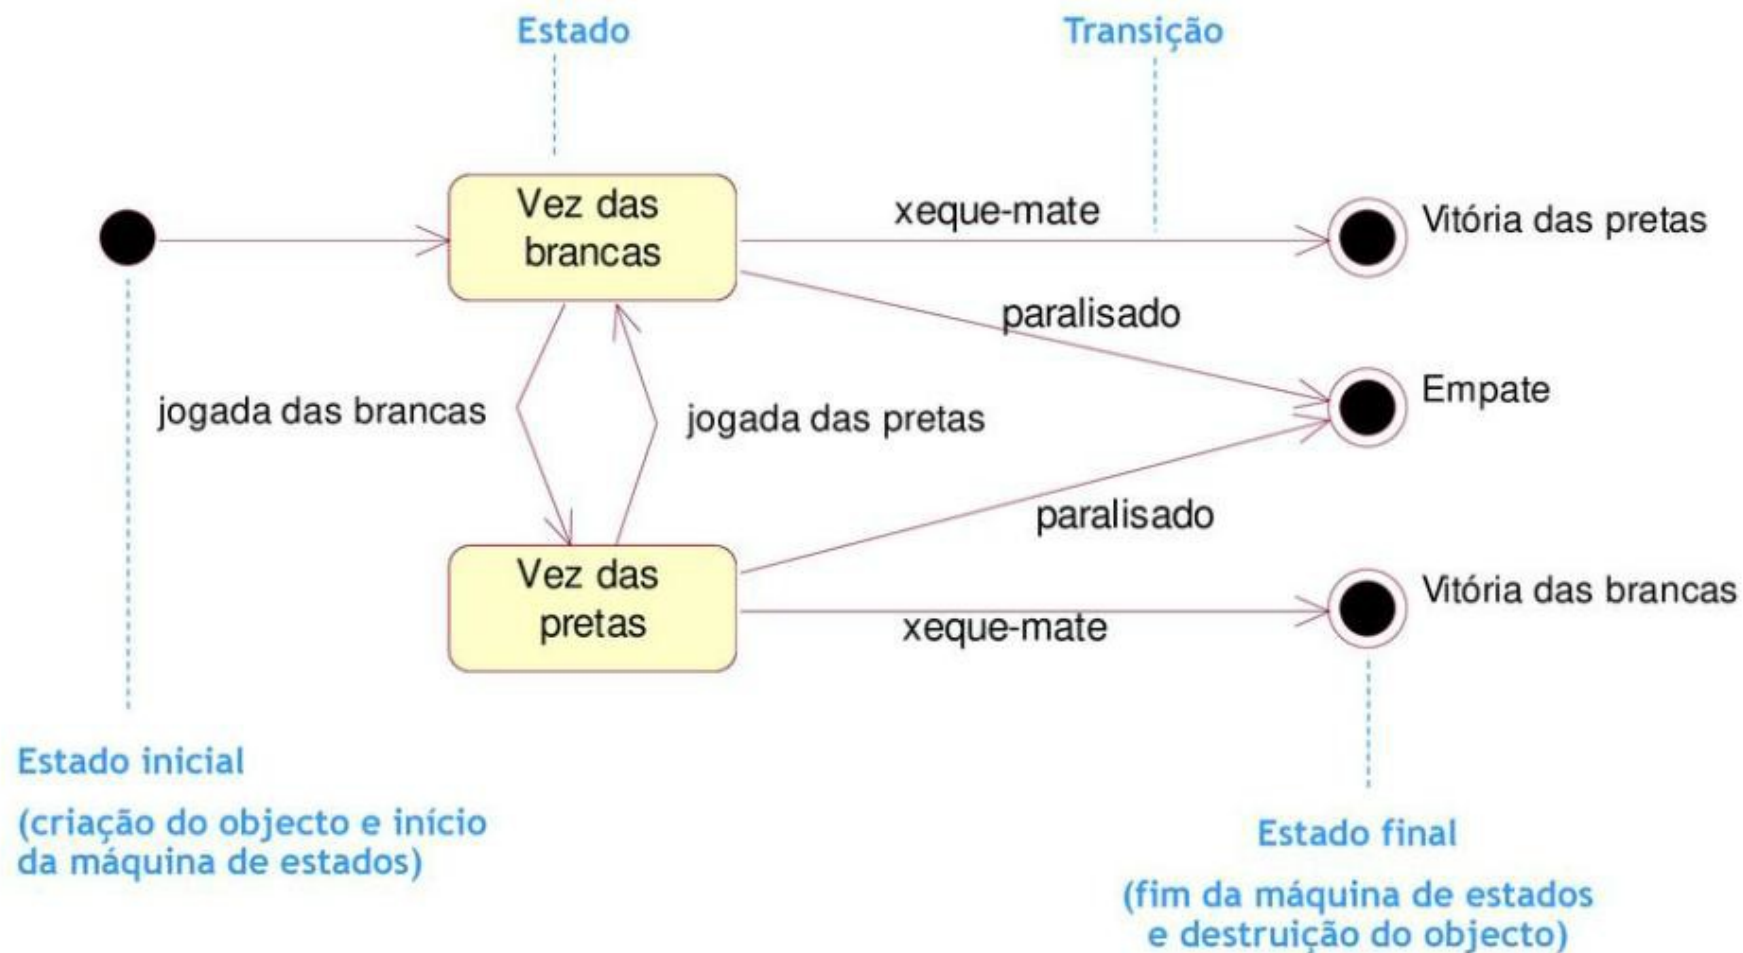 Estado
Transição
Vez das
brancas
xeque-mate
Vitória das pretas
paralisado
Empate
jogada das brancas
jogada das pretas
paralisado
Vez das
pretas
xeque-mate
Vitória das brancas
Estado inicial
(criação do objecto e início
da máquina de estados)
Estado final
(fim da máquina de estados
e destruição do objecto)